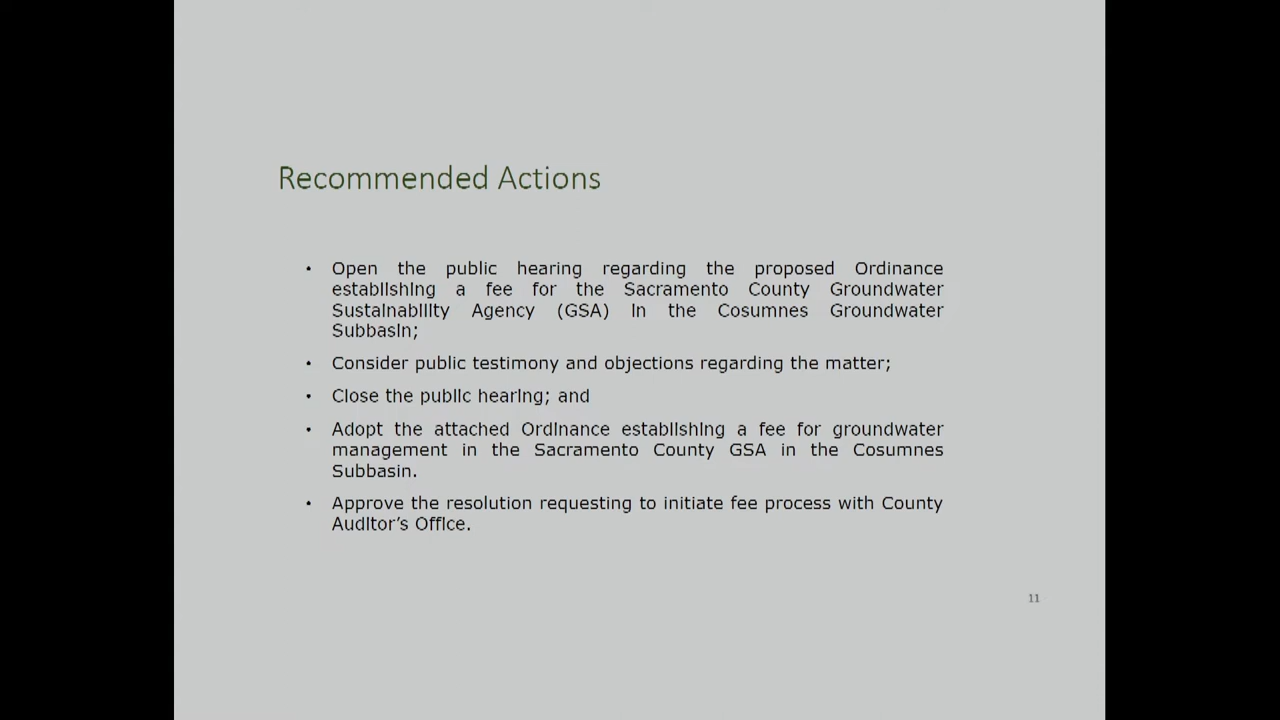 Recommended Actions
• Open the public hearing regarding the proposed Ordinance
establishing a fee for the Sacramento County Groundwater
Sustainability Agency (GSA) in the Cosumnes Groundwater
Subbasin;
• Consider public testimony and objections regarding the matter;
• Close the public hearing; and
• Adopt the attached Ordinance establishing a fee for groundwater
management in the Sacramento County GSA in the Cosumnes
Subbasin.
• Approve the resolution requesting to initiate fee process with County
Auditor's Office.
11